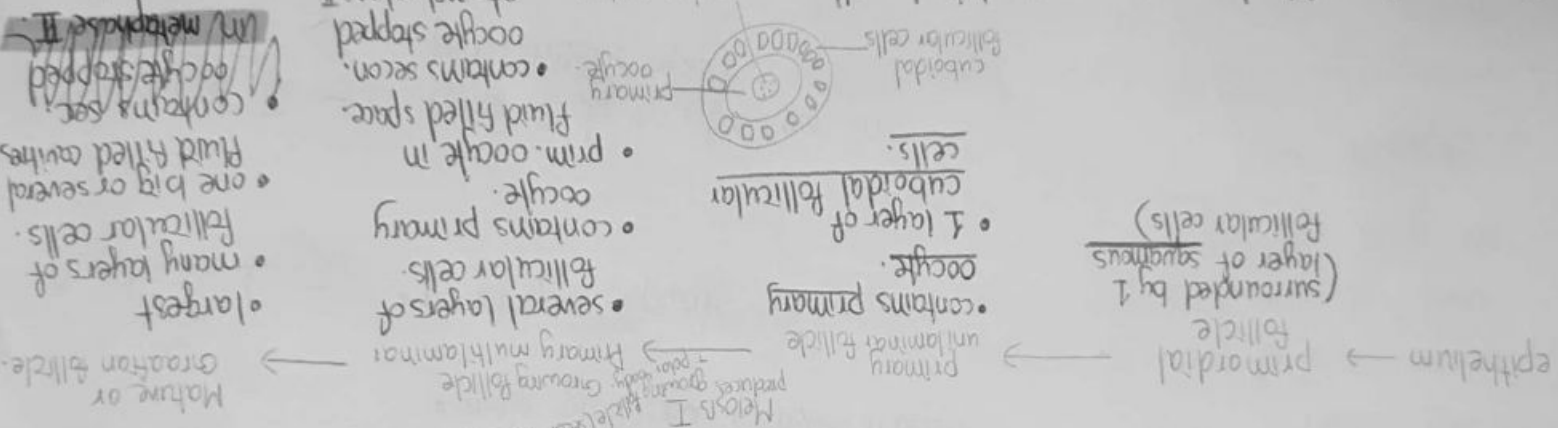 epithelium → primordial
follicle
(surrounded by 1
layer of squamous
follicular cells)
→ primary
unilaminar follicle
•contains primary
oocyte.
• 1 layer of
cuboidal follicular
cells.
cuboidal
follicular cells
primary
oocyte.
Meiosis I
produces growing
+ polar body
→ Growing follicle
Primary multilaminar
•several layers of
follicular cells.
•contains primary
oocyte.
• prim. oocyte in
fluid filled space.
•contains secon.
oocyte stopped
→ Mature or
Graafian follicle.
•largest
• many layers of
follicular cells.
• one big or several
fluid filled cavities
• contains sec.
oocyte stopped
in metaphase II